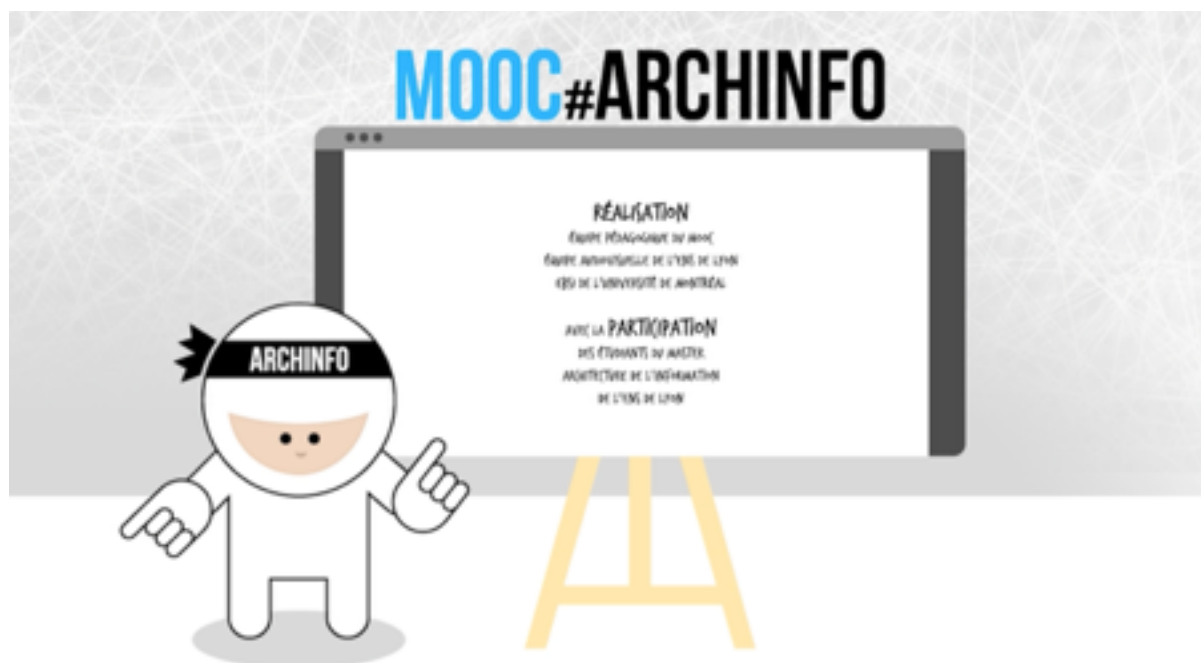 MOOC#ARCHINFO
RÉALISATION
ÉQUIPE PÉDAGOGIQUE DU MOOC
ÉQUIPE AUDIOVISUELLE DE L'ENS DE LYON
EBSI DE L'UNIVERSITÉ DE MONTRÉAL
AVEC LA PARTICIPATION
DES ÉTUDIANTS DU MASTER
ARCHITECTURE DE L'INFORMATION
DE L'ENS DE LYON
ARCHINFO